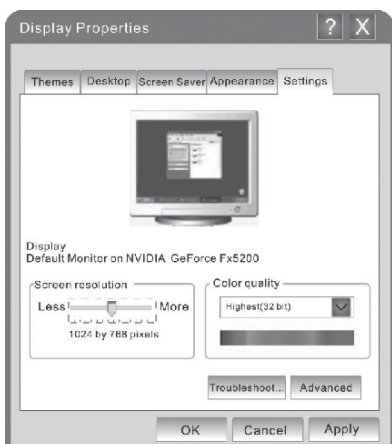 Display Properties
? X
Themes Desktop Screen Saver Appearance Settings
Display
Default Monitor on NVIDIA GeForce Fx5200
Screen resolution
Less More
1024 by 768 pixels
Color quality
Highest(32 bit)
Troubleshoot... Advanced
OK Cancel Apply